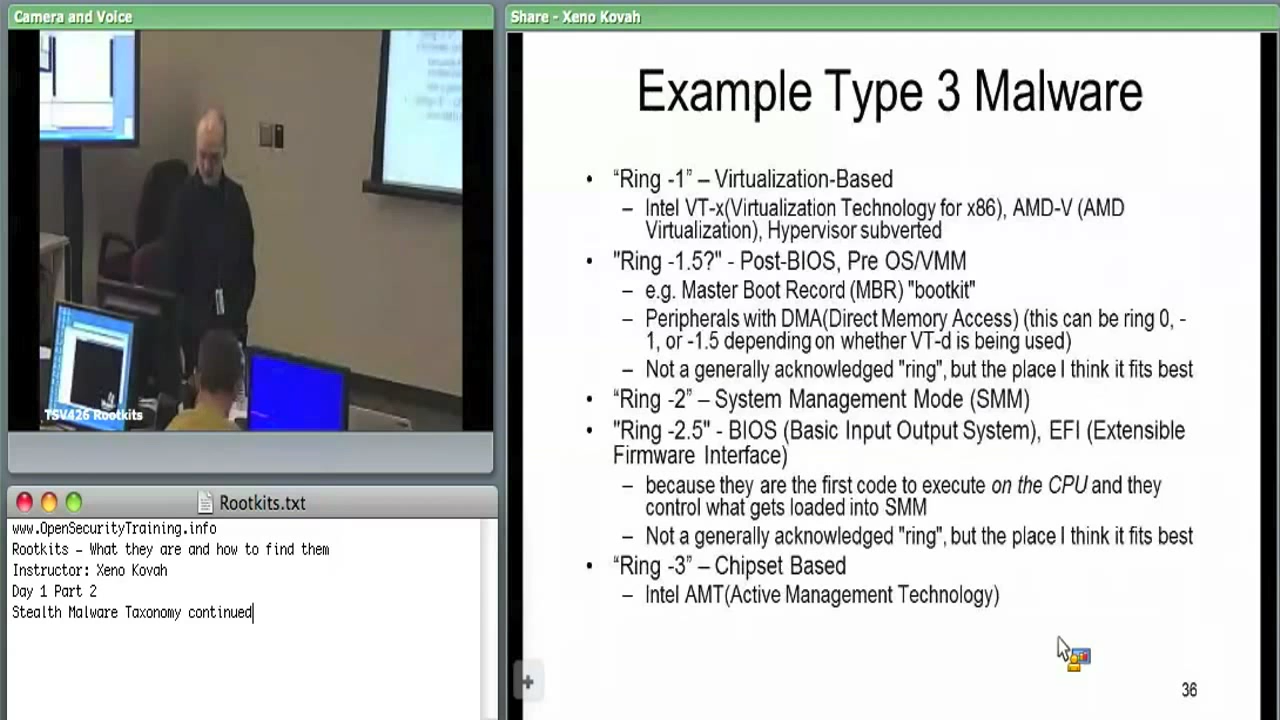 Camera and Voice
TSV426 Rootkits
Rootkits.txt
www.OpenSecurityTraining.info
Rootkits - What they are and how to find them
Instructor: Xeno Kovah
Day 1 Part 2
Stealth Malware Taxonomy continued
Share - Xeno Kovah
Example Type 3 Malware
• “Ring -1” – Virtualization-Based
– Intel VT-x(Virtualization Technology for x86), AMD-V (AMD
Virtualization), Hypervisor subverted
• "Ring -1.5?" - Post-BIOS, Pre OS/VMM
– e.g. Master Boot Record (MBR) "bootkit"
– Peripherals with DMA(Direct Memory Access) (this can be ring 0, -
1, or -1.5 depending on whether VT-d is being used)
– Not a generally acknowledged "ring", but the place I think it fits best
• “Ring -2” – System Management Mode (SMM)
• "Ring -2.5" - BIOS (Basic Input Output System), EFI (Extensible
Firmware Interface)
– because they are the first code to execute on the CPU and they
control what gets loaded into SMM
– Not a generally acknowledged "ring", but the place I think it fits best
• “Ring -3” – Chipset Based
– Intel AMT(Active Management Technology)
36